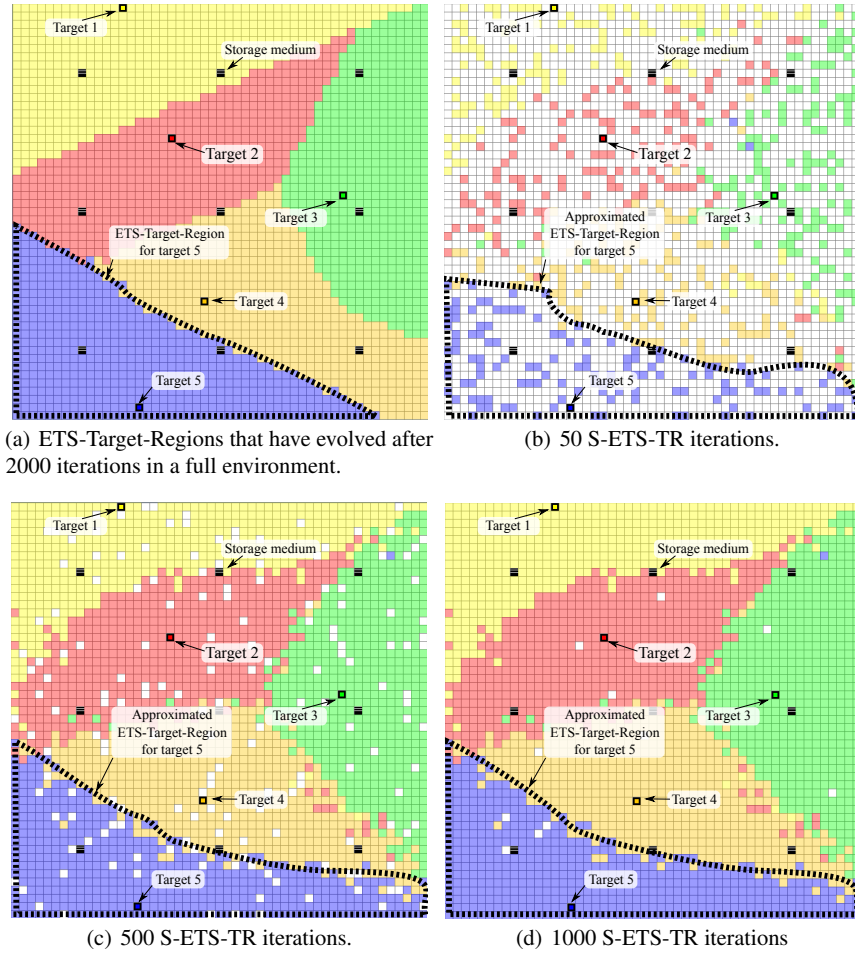 Target 1
Storage medium
Target 2
Target 3
ETS-Target-Region
for target 5
Target 4
Target 5
(a) ETS-Target-Regions that have evolved after
2000 iterations in a full environment.
Target 1
Storage medium
Target 2
Target 3
Approximated
ETS-Target-Region
for target 5
Target 4
Target 5
(b) 50 S-ETS-TR iterations.
Target 1
Storage medium
Target 2
Target 3
Approximated
ETS-Target-Region
for target 5
Target 4
Target 5
(c) 500 S-ETS-TR iterations.
Target 1
Storage medium
Target 2
Target 3
Approximated
ETS-Target-Region
for target 5
Target 4
Target 5
(d) 1000 S-ETS-TR iterations